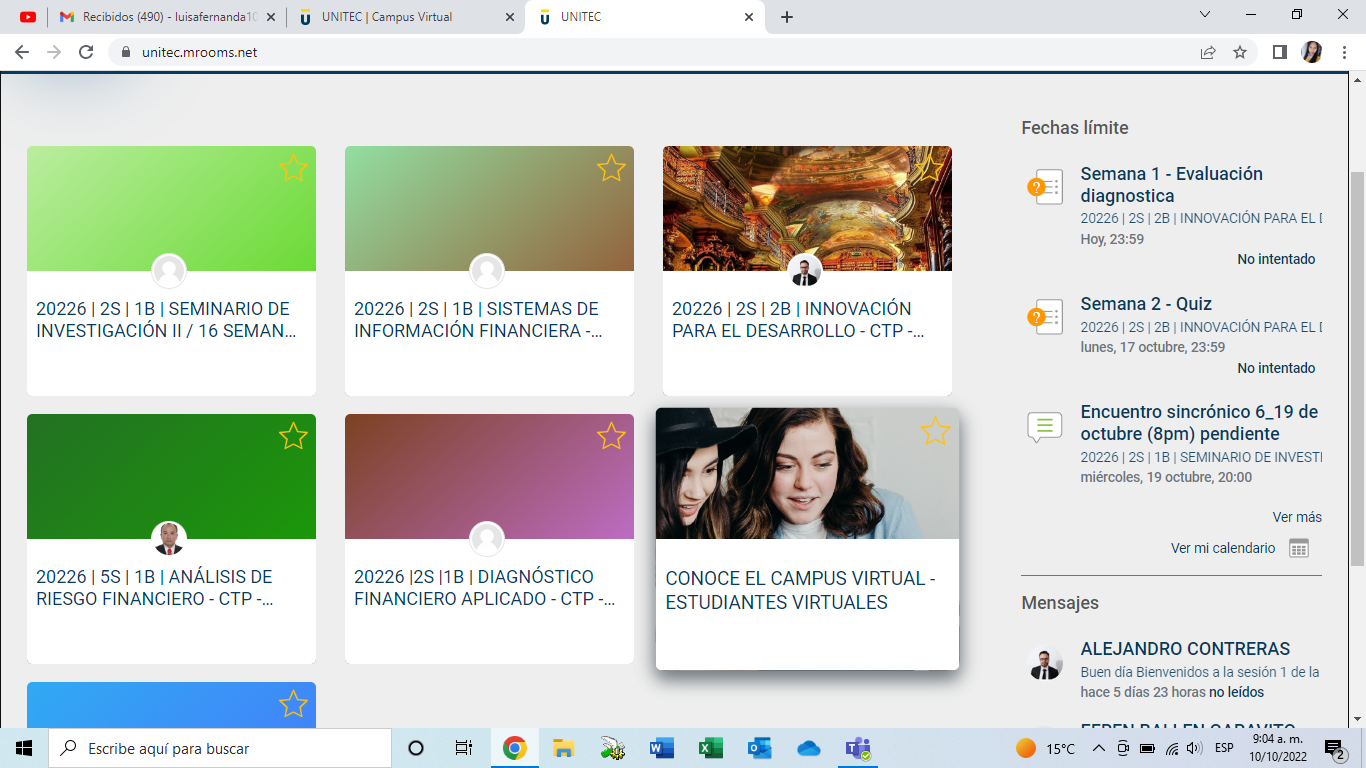 Recibidos (490) - luisafernanda10
UNITEC | Campus Virtual
UNITEC
unitec.mrooms.net
20226 | 2S | 1B | SEMINARIO DE
INVESTIGACIÓN II / 16 SEMAN...
20226 | 2S | 1B | SISTEMAS DE
INFORMACIÓN FINANCIERA -...
20226 | 2S | 2B | INNOVACIÓN
PARA EL DESARROLLO - CTP -...
20226 | 5S | 1B | ANÁLISIS DE
RIESGO FINANCIERO - CTP -...
20226 |2S |1B | DIAGNÓSTICO
FINANCIERO APLICADO - CTP -...
CONOCE EL CAMPUS VIRTUAL -
ESTUDIANTES VIRTUALES
Fechas límite
Semana 1 - Evaluación
diagnostica
20226 | 2S | 2B | INNOVACIÓN PARA EL D
Hoy, 23:59
No intentado
Semana 2 - Quiz
20226 | 2S | 2B | INNOVACIÓN PARA EL D
lunes, 17 octubre, 23:59
No intentado
Encuentro sincrónico 6_19 de
octubre (8pm) pendiente
20226 | 2S | 1B | SEMINARIO DE INVESTI
miércoles, 19 octubre, 20:00
Ver más
Ver mi calendario
Mensajes
ALEJANDRO CONTRERAS
Buen día Bienvenidos a la sesión 1 de la
hace 5 días 23 horas no leídos
Escribe aquí para buscar
15°C
ESP
9:04 a. m.
10/10/2022
2